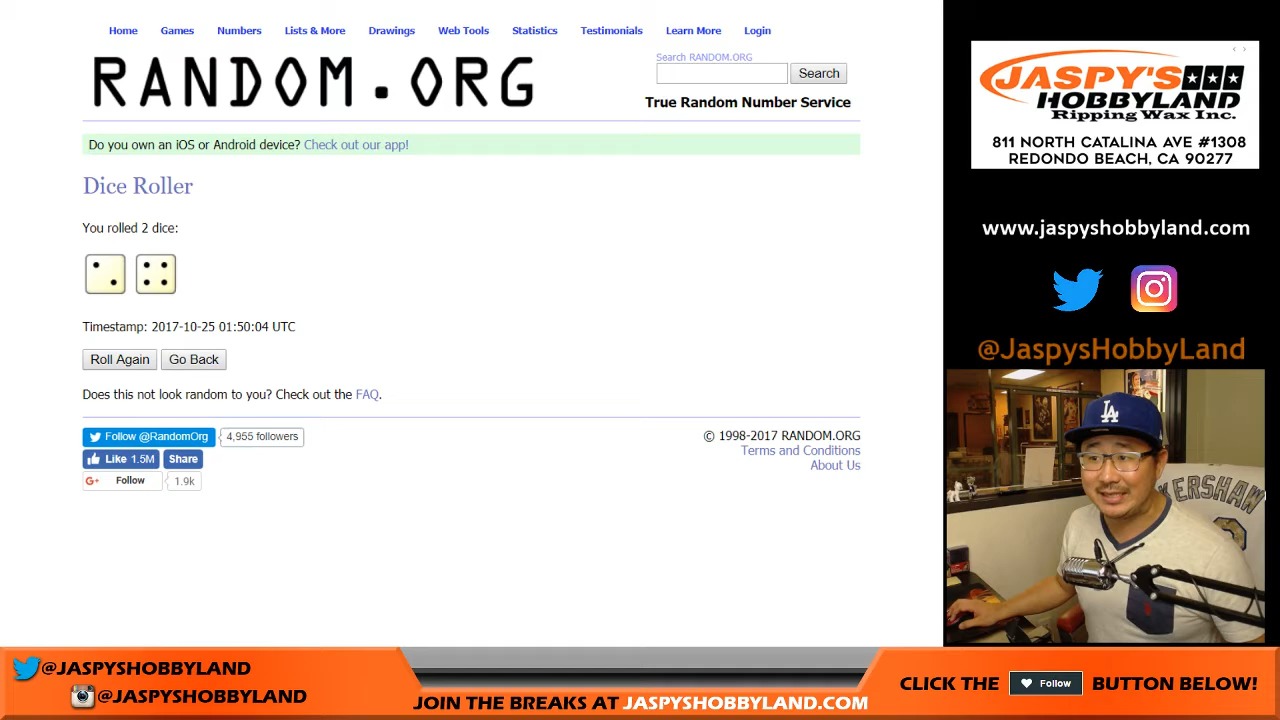 Home Games Numbers Lists & More Drawings Web Tools Statistics Testimonials Learn More Login
RANDOM.ORG
Search RANDOM.ORG
Search
True Random Number Service
Do you own an iOS or Android device? Check out our app!
Dice Roller
You rolled 2 dice:
Timestamp: 2017-10-25 01:50:04 UTC
Roll Again Go Back
Does this not look random to you? Check out the FAQ.
Follow @RandomOrg 4,955 followers
Like 1.5M Share
G+ Follow 1.9k
© 1998-2017 RANDOM.ORG
Terms and Conditions
About Us
JASPY'S
HOBBYLAND
Ripping Wax Inc.
811 NORTH CATALINA AVE #1308
REDONDO BEACH, CA 90277
www.jaspyshobbyland.com
@JaspysHobbyLand
LA
KERSHAW
@JASPYSHOBBYLAND
@JASPYSHOBBYLAND
JOIN THE BREAKS AT JASPYSHOBBYLAND.COM
CLICK THE Follow BUTTON BELOW!